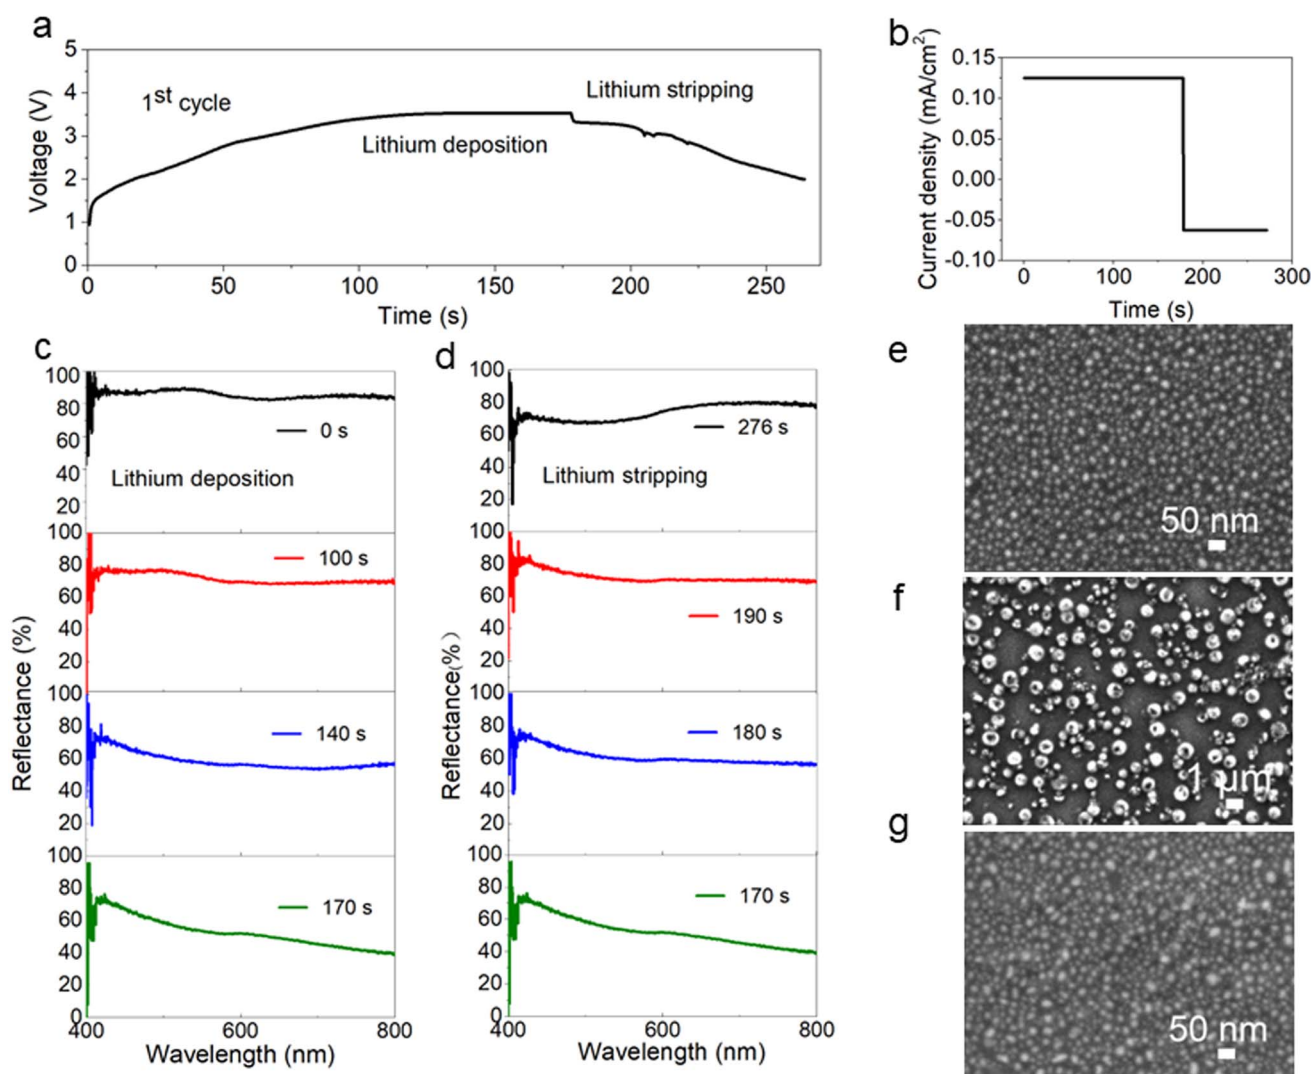 a
5
4
3
2
1
0
Voltage (V)
1st cycle
Lithium deposition
Lithium stripping
0
50
100
150
200
250
Time (s)
b
0.15
0.10
0.05
0.00
-0.05
-0.10
Current density (mA/cm2)
0
100
200
300
Time (s)
c
100
80
60
40
20
0 s
Lithium deposition
100
80
60
40
20
100 s
100
80
60
40
20
140 s
100
80
60
40
20
0
170 s
Reflectance (%)
400
600
800
Wavelength (nm)
d
100
80
60
40
20
276 s
Lithium stripping
100
80
60
40
20
190 s
100
80
60
40
20
180 s
100
80
60
40
20
0
170 s
Reflectance(%)
400
600
800
Wavelength (nm)
e
50 nm
f
1 μm
g
50 nm